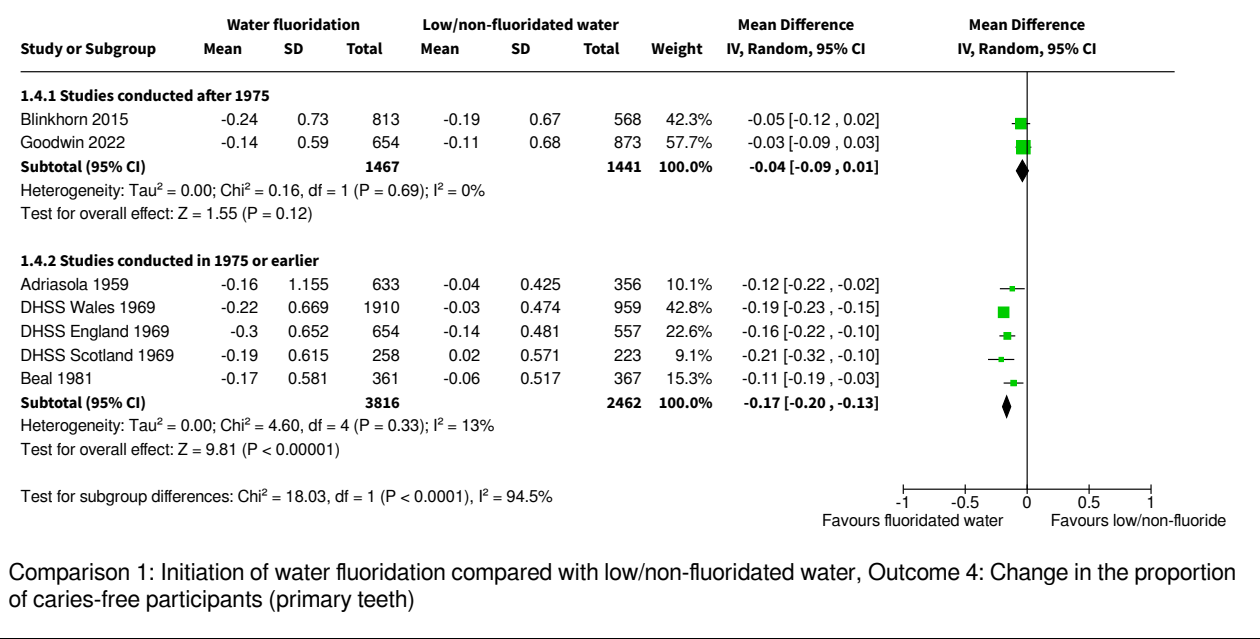 Water fluoridation Low/non-fluoridated water Mean Difference Mean Difference
Study or Subgroup Mean SD Total Mean SD Total Weight IV, Random, 95% CI IV, Random, 95% CI
1.4.1 Studies conducted after 1975
Blinkhorn 2015 -0.24 0.73 813 -0.19 0.67 568 42.3% -0.05 [-0.12 , 0.02]
Goodwin 2022 -0.14 0.59 654 -0.11 0.68 873 57.7% -0.03 [-0.09 , 0.03]
Subtotal (95% CI) 1467 1441 100.0% -0.04 [-0.09 , 0.01]
Heterogeneity: Tau² = 0.00; Chi² = 0.16, df = 1 (P = 0.69); I² = 0%
Test for overall effect: Z = 1.55 (P = 0.12)
1.4.2 Studies conducted in 1975 or earlier
Adriasola 1959 -0.16 1.155 633 -0.04 0.425 356 10.1% -0.12 [-0.22 , -0.02]
DHSS Wales 1969 -0.22 0.669 1910 -0.03 0.474 959 42.8% -0.19 [-0.23 , -0.15]
DHSS England 1969 -0.3 0.652 654 -0.14 0.481 557 22.6% -0.16 [-0.22 , -0.10]
DHSS Scotland 1969 -0.19 0.615 258 0.02 0.571 223 9.1% -0.21 [-0.32 , -0.10]
Beal 1981 -0.17 0.581 361 -0.06 0.517 367 15.3% -0.11 [-0.19 , -0.03]
Subtotal (95% CI) 3816 2462 100.0% -0.17 [-0.20 , -0.13]
Heterogeneity: Tau² = 0.00; Chi² = 4.60, df = 4 (P = 0.33); I² = 13%
Test for overall effect: Z = 9.81 (P < 0.00001)
Test for subgroup differences: Chi² = 18.03, df = 1 (P < 0.0001), I² = 94.5%
-1 -0.5 0 0.5 1
Favours fluoridated water Favours low/non-fluoride
Comparison 1: Initiation of water fluoridation compared with low/non-fluoridated water, Outcome 4: Change in the proportion
of caries-free participants (primary teeth)